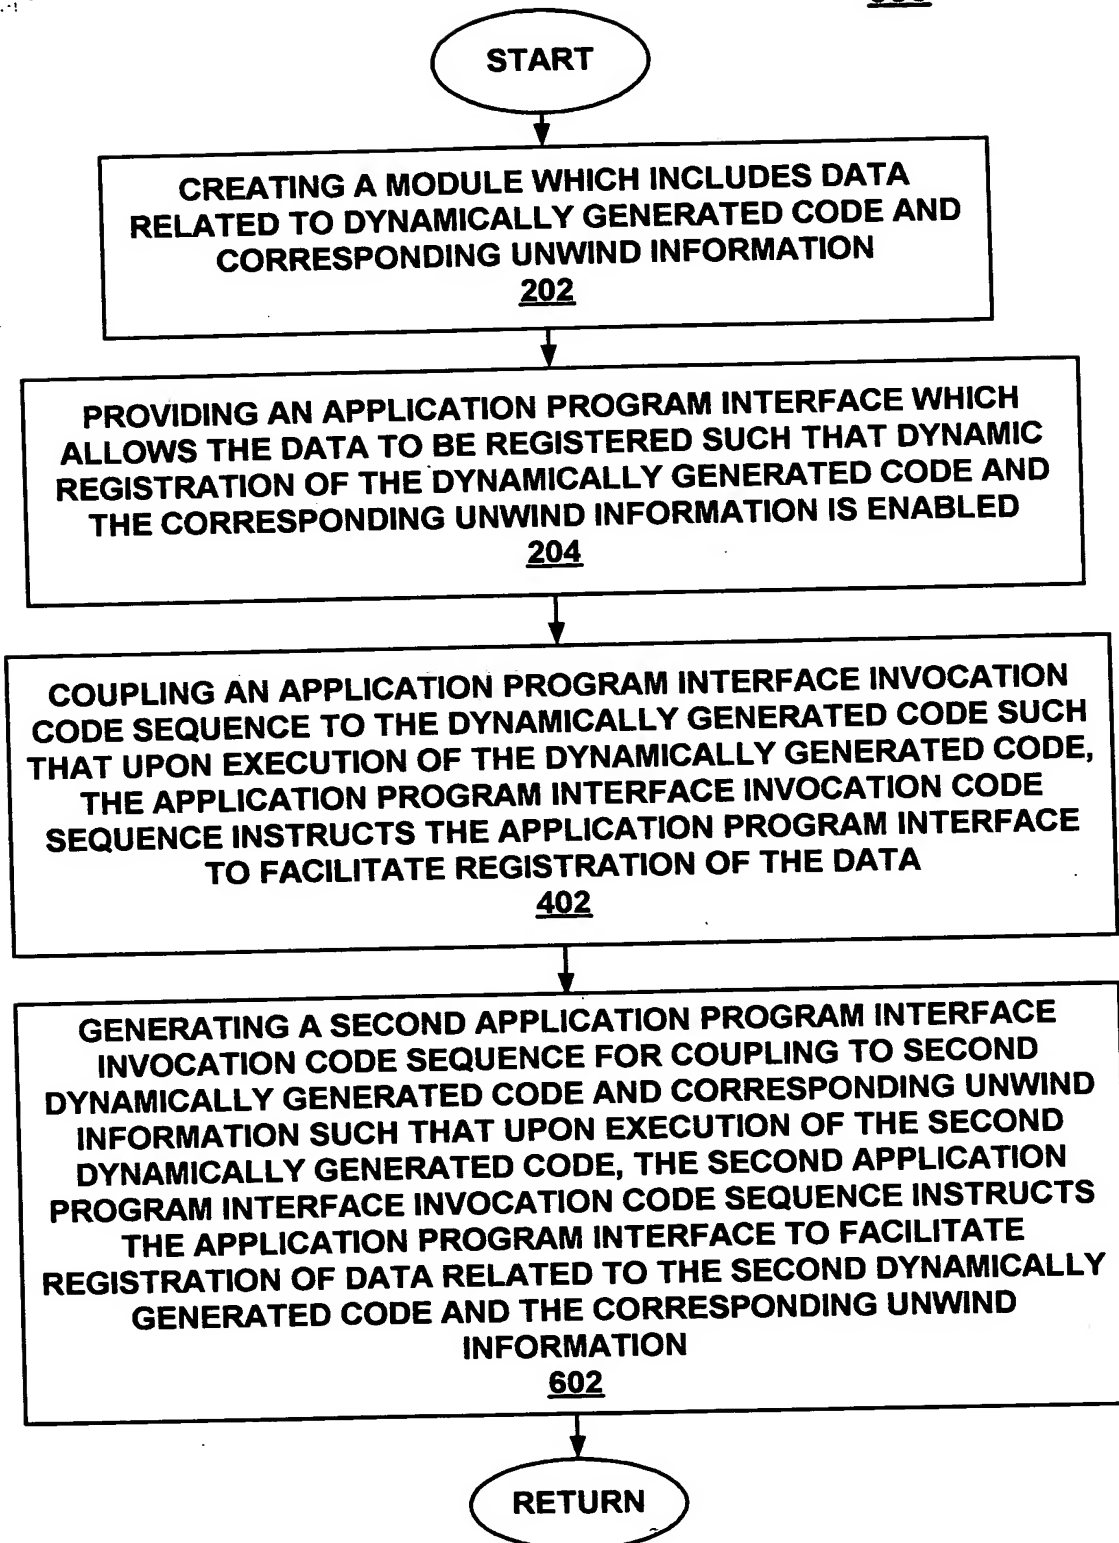 START
CREATING A MODULE WHICH INCLUDES DATA
RELATED TO DYNAMICALLY GENERATED CODE AND
CORRESPONDING UNWIND INFORMATION
202
PROVIDING AN APPLICATION PROGRAM INTERFACE WHICH
ALLOWS THE DATA TO BE REGISTERED SUCH THAT DYNAMIC
REGISTRATION OF THE DYNAMICALLY GENERATED CODE AND
THE CORRESPONDING UNWIND INFORMATION IS ENABLED
204
COUPLING AN APPLICATION PROGRAM INTERFACE INVOCATION
CODE SEQUENCE TO THE DYNAMICALLY GENERATED CODE SUCH
THAT UPON EXECUTION OF THE DYNAMICALLY GENERATED CODE,
THE APPLICATION PROGRAM INTERFACE INVOCATION CODE
SEQUENCE INSTRUCTS THE APPLICATION PROGRAM INTERFACE
TO FACILITATE REGISTRATION OF THE DATA
402
GENERATING A SECOND APPLICATION PROGRAM INTERFACE
INVOCATION CODE SEQUENCE FOR COUPLING TO SECOND
DYNAMICALLY GENERATED CODE AND CORRESPONDING UNWIND
INFORMATION SUCH THAT UPON EXECUTION OF THE SECOND
DYNAMICALLY GENERATED CODE, THE SECOND APPLICATION
PROGRAM INTERFACE INVOCATION CODE SEQUENCE INSTRUCTS
THE APPLICATION PROGRAM INTERFACE TO FACILITATE
REGISTRATION OF DATA RELATED TO THE SECOND DYNAMICALLY
GENERATED CODE AND THE CORRESPONDING UNWIND
INFORMATION
602
RETURN